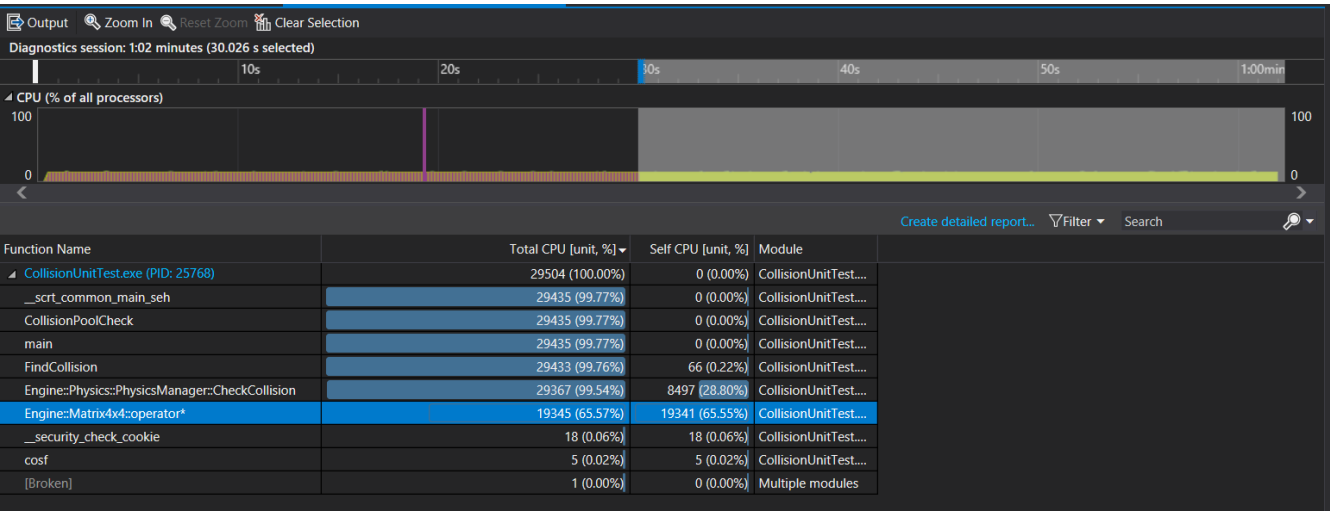 Output Zoom In Reset Zoom Clear Selection
Diagnostics session: 1:02 minutes (30.026 s selected)
10s 20s 30s 40s 50s 1:00min
CPU (% of all processors)
100 100
0 0
Create detailed report... Filter Search
Function Name Total CPU [unit, %] Self CPU [unit, %] Module
CollisionUnitTest.exe (PID: 25768) 29504 (100.00%) 0 (0.00%) CollisionUnitTest....
__scrt_common_main_seh 29435 (99.77%) 0 (0.00%) CollisionUnitTest....
CollisionPoolCheck 29435 (99.77%) 0 (0.00%) CollisionUnitTest....
main 29435 (99.77%) 0 (0.00%) CollisionUnitTest....
FindCollision 29433 (99.76%) 66 (0.22%) CollisionUnitTest....
Engine::Physics::PhysicsManager::CheckCollision 29367 (99.54%) 8497 (28.80%) CollisionUnitTest....
Engine::Matrix4x4::operator* 19345 (65.57%) 19341 (65.55%) CollisionUnitTest....
__security_check_cookie 18 (0.06%) 18 (0.06%) CollisionUnitTest....
cosf 5 (0.02%) 5 (0.02%) CollisionUnitTest....
[Broken] 1 (0.00%) 0 (0.00%) Multiple modules